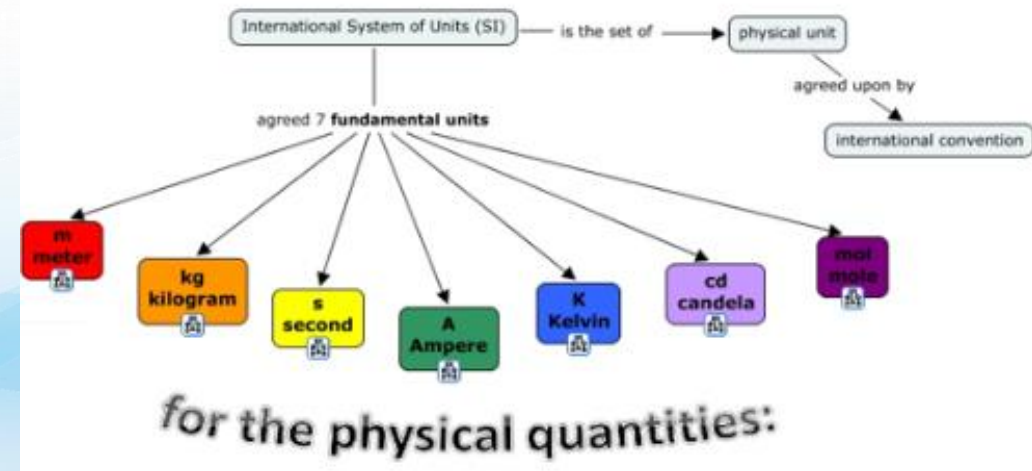 International System of Units (SI)
is the set of
physical unit
agreed upon by
international convention
agreed 7 fundamental units
m
meter
kg
kilogram
s
second
A
Ampere
K
Kelvin
cd
candela
mol
mole
for the physical quantities: